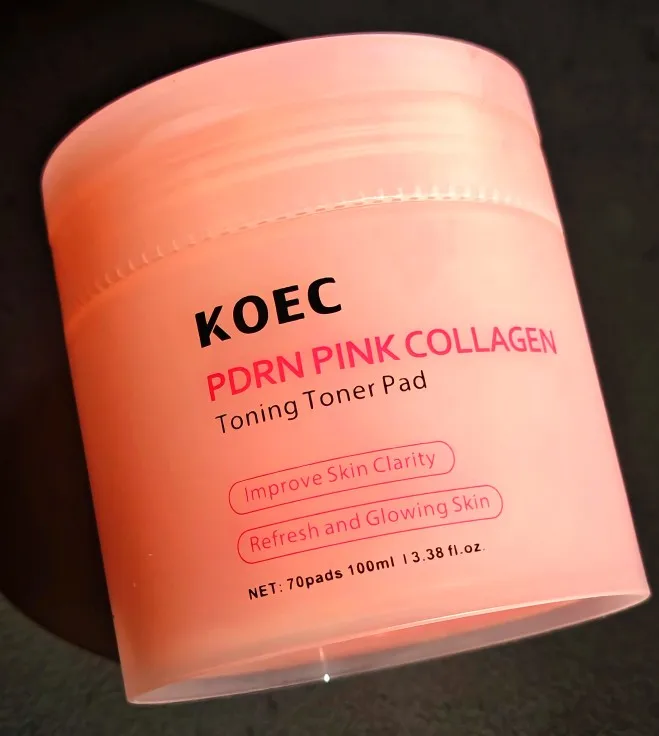 KOEC
PDRN PINK COLLAGEN
Toning Toner Pad
Improve Skin Clarity
Refresh and Glowing Skin
NET: 70pads 100ml | 3.38 fl.oz.